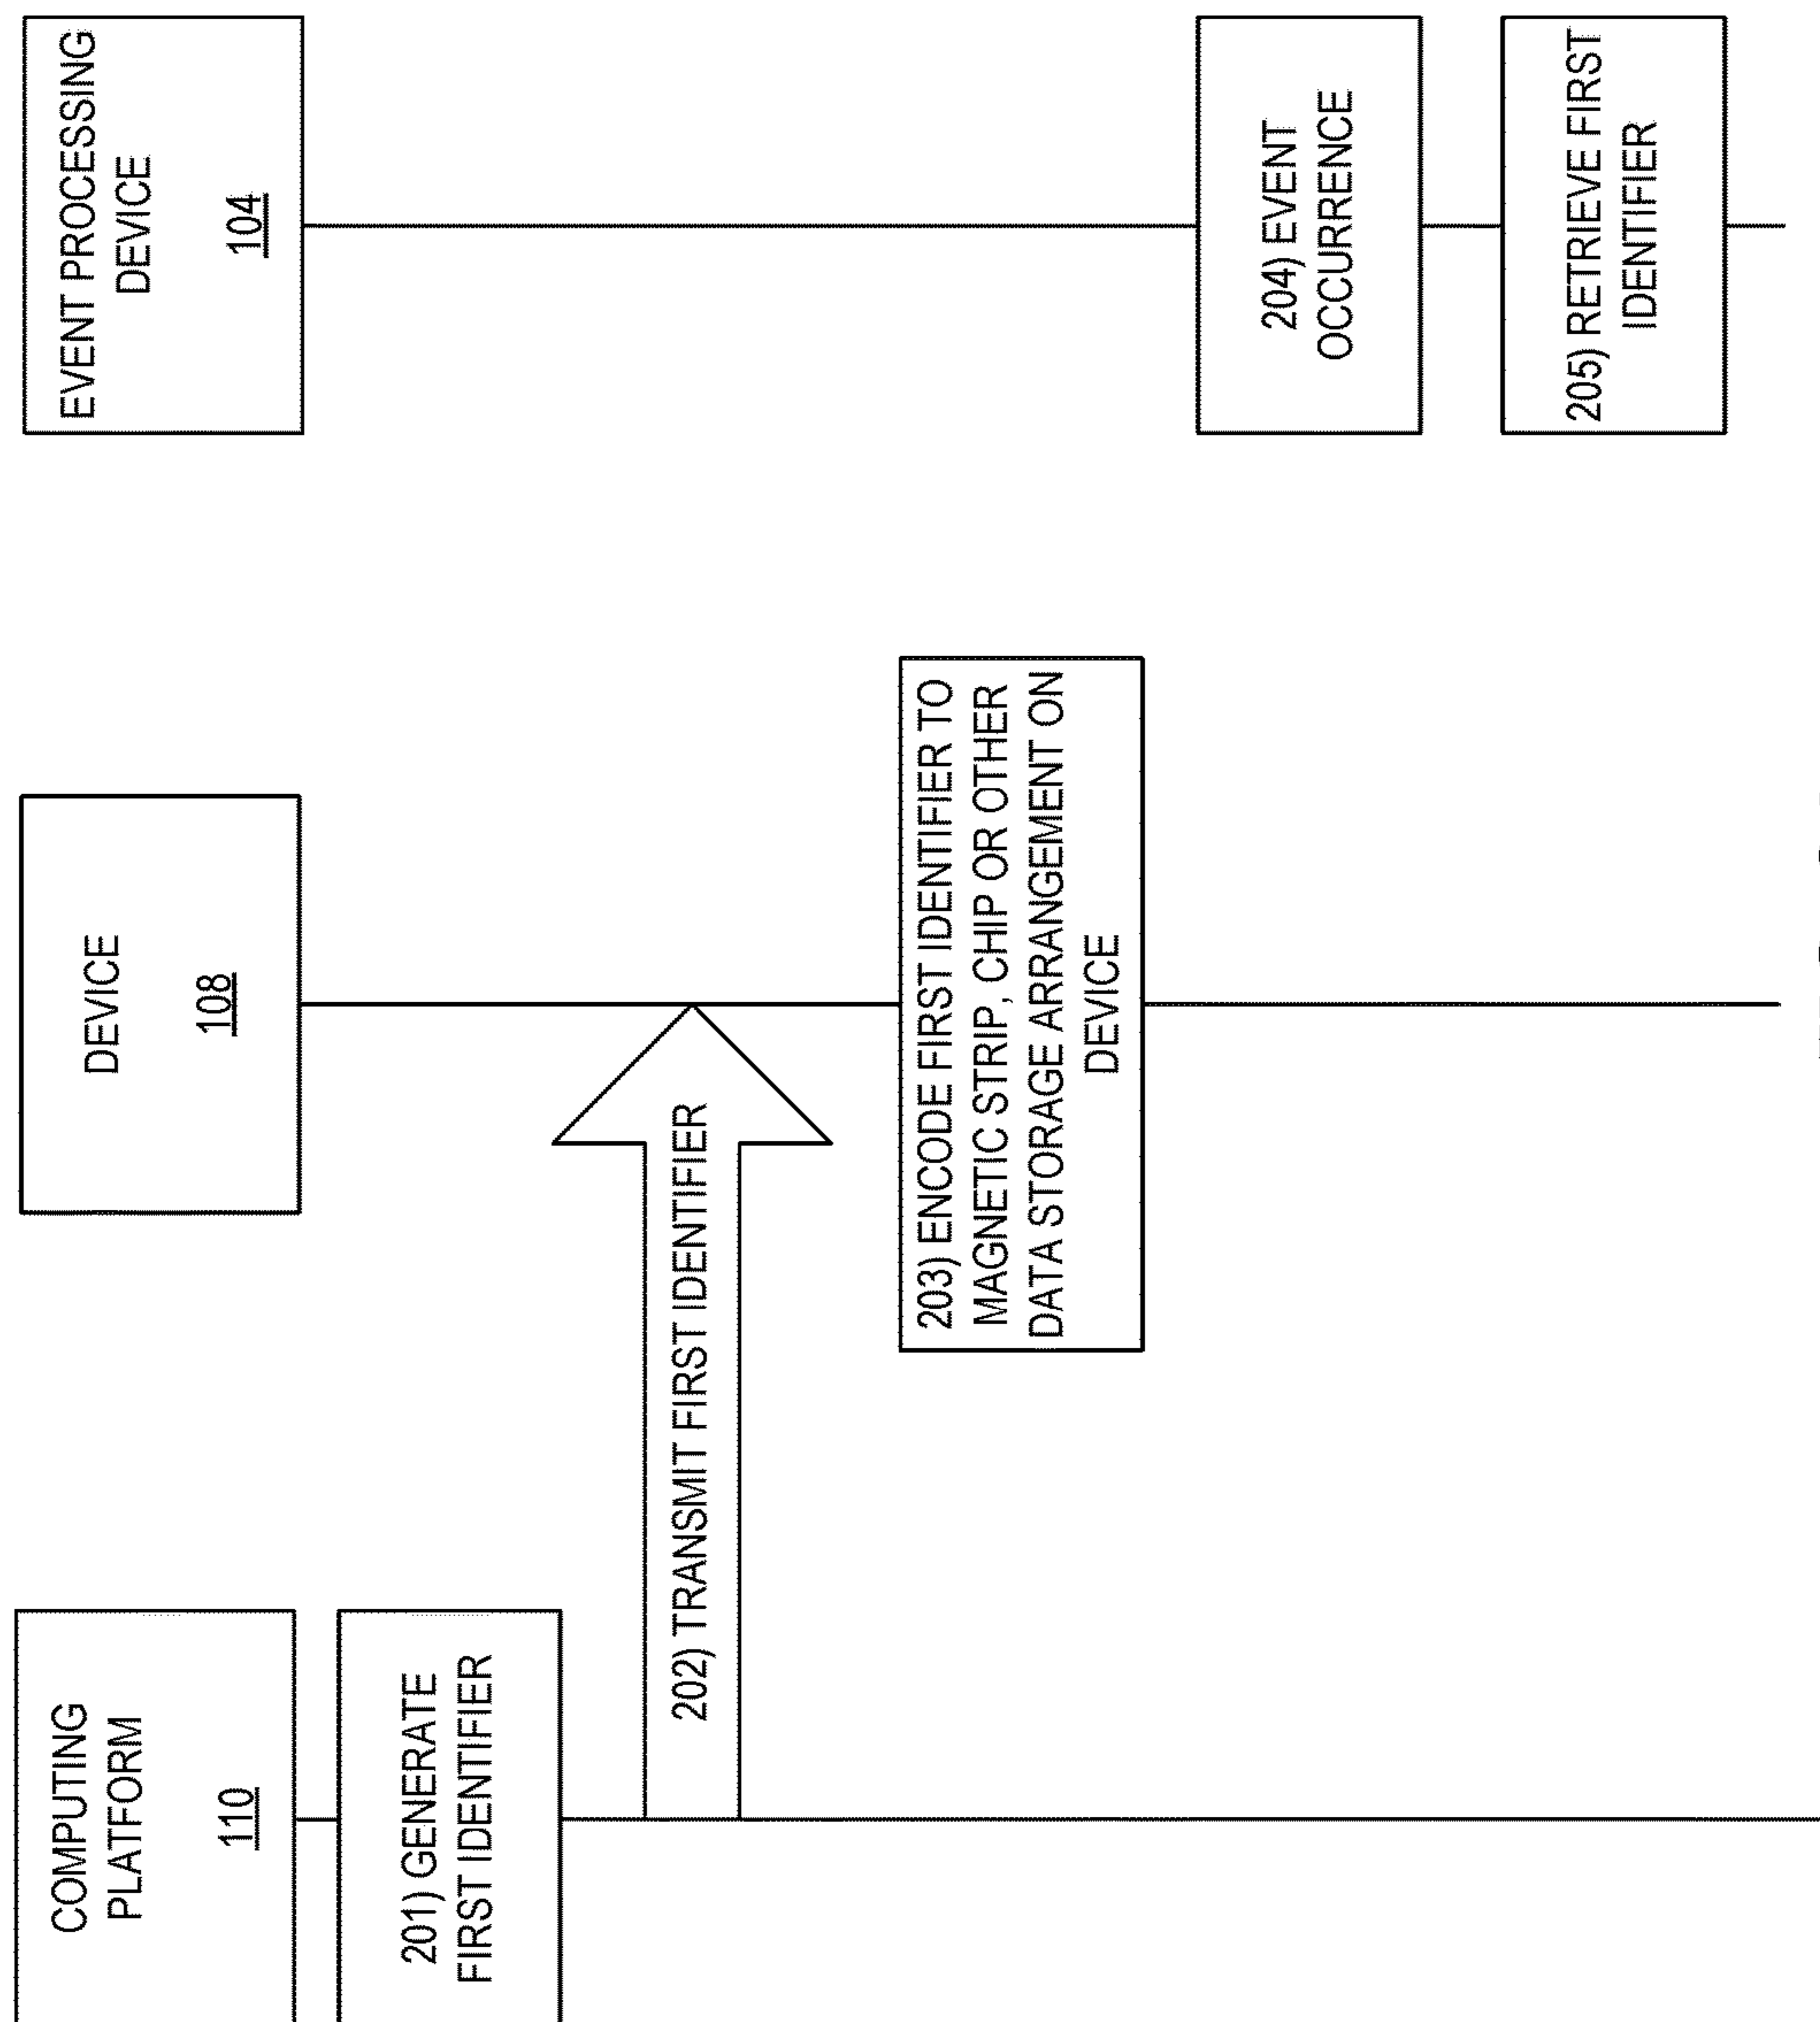 COMPUTING
PLATFORM
110
DEVICE
108
EVENT PROCESSING
DEVICE
104
201) GENERATE
FIRST IDENTIFIER
202) TRANSMIT FIRST IDENTIFIER
203) ENCODE FIRST IDENTIFIER TO
MAGNETIC STRIP, CHIP OR OTHER
DATA STORAGE ARRANGEMENT ON
DEVICE
204) EVENT
OCCURRENCE
205) RETRIEVE FIRST
IDENTIFIER